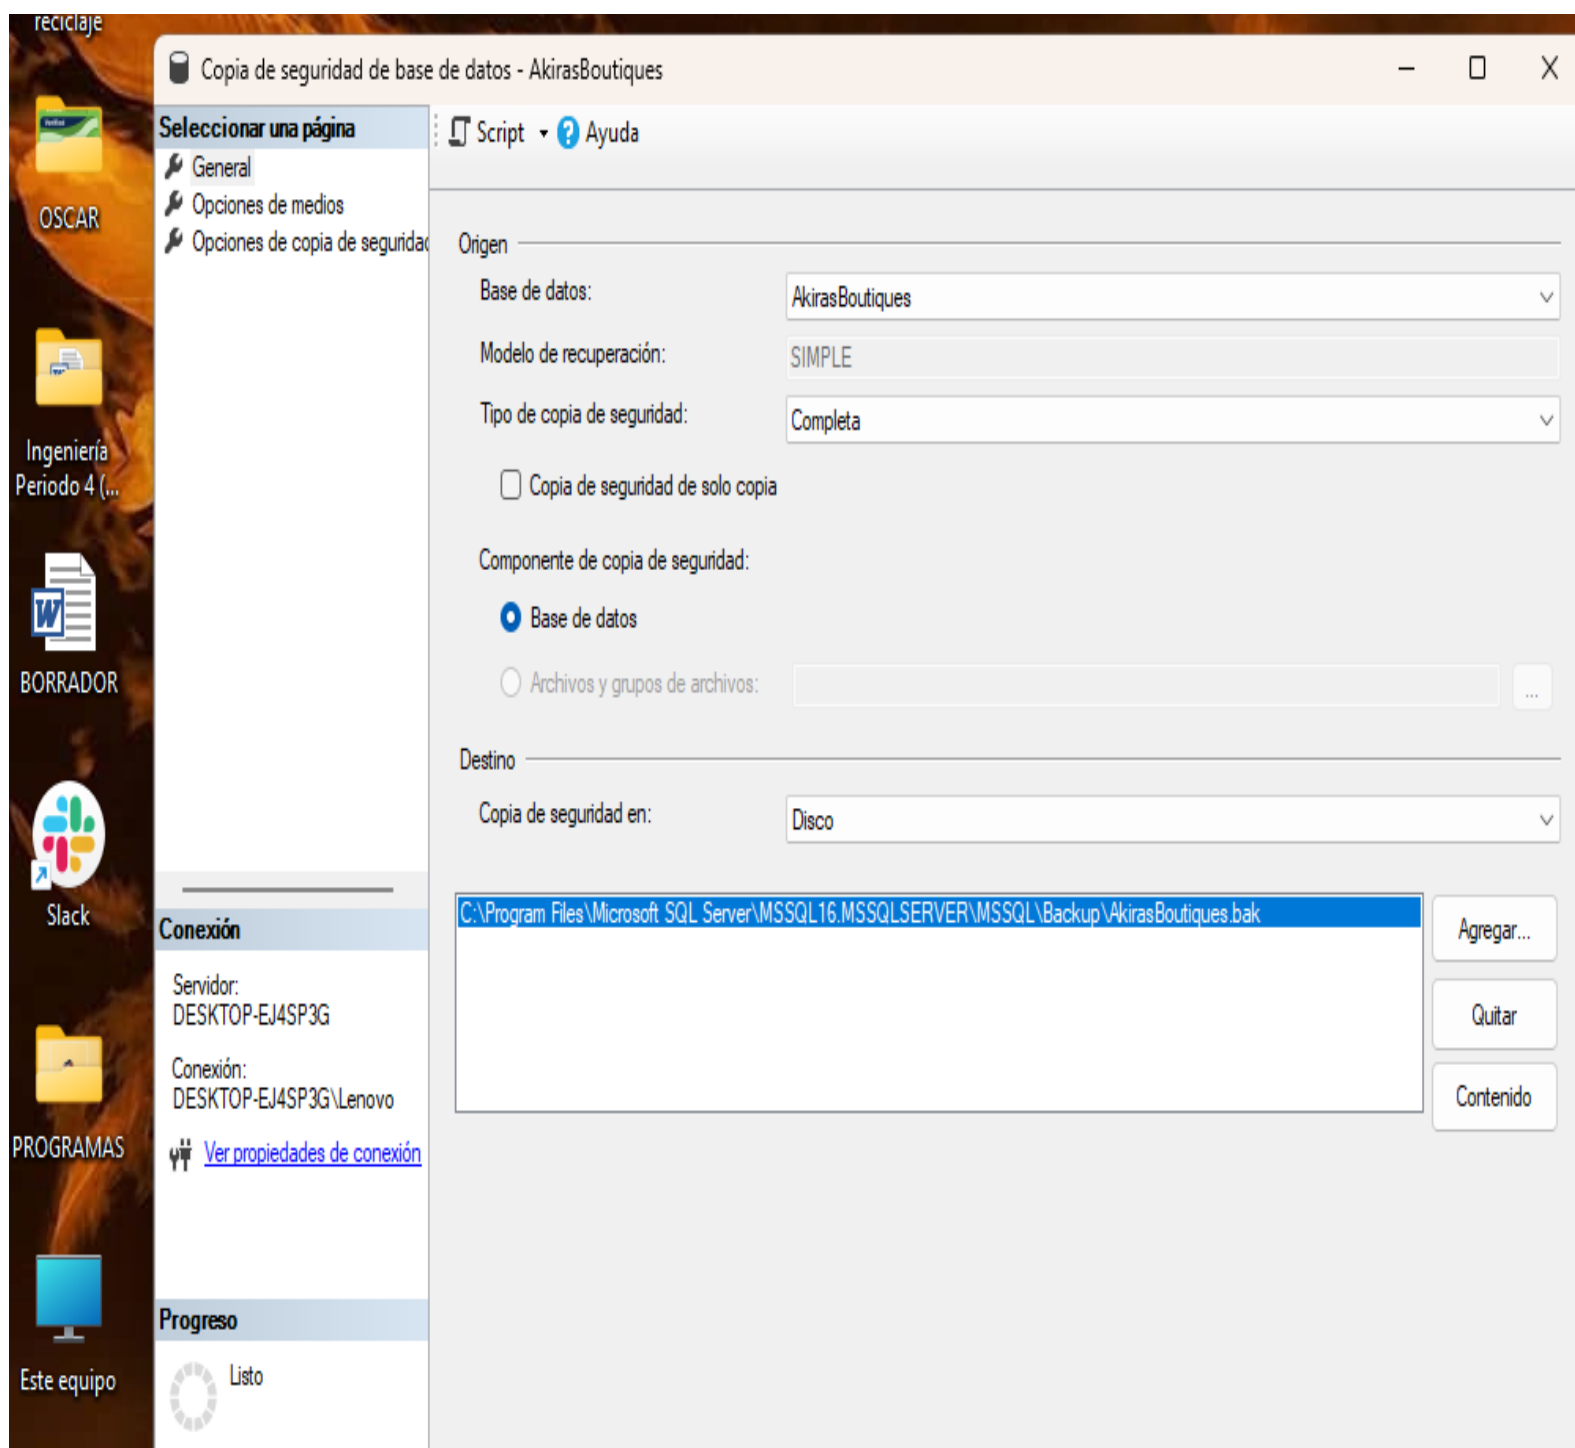 reciclaje
OSCAR
Ingeniería
Periodo 4 (...
BORRADOR
Slack
PROGRAMAS
Este equipo
Copia de seguridad de base de datos - AkirasBoutiques
Seleccionar una página
General
Opciones de medios
Opciones de copia de seguridad
Script
Ayuda
Origen
Base de datos:
AkirasBoutiques
Modelo de recuperación:
SIMPLE
Tipo de copia de seguridad:
Completa
Copia de seguridad de solo copia
Componente de copia de seguridad:
Base de datos
Archivos y grupos de archivos:
...
Destino
Copia de seguridad en:
Disco
C:\Program Files\Microsoft SQL Server\MSSQL16.MSSQLSERVER\MSSQL\Backup\AkirasBoutiques.bak
Agregar...
Quitar
Contenido
Conexión
Servidor:
DESKTOP-EJ4SP3G
Conexión:
DESKTOP-EJ4SP3G\Lenovo
Ver propiedades de conexión
Progreso
Listo